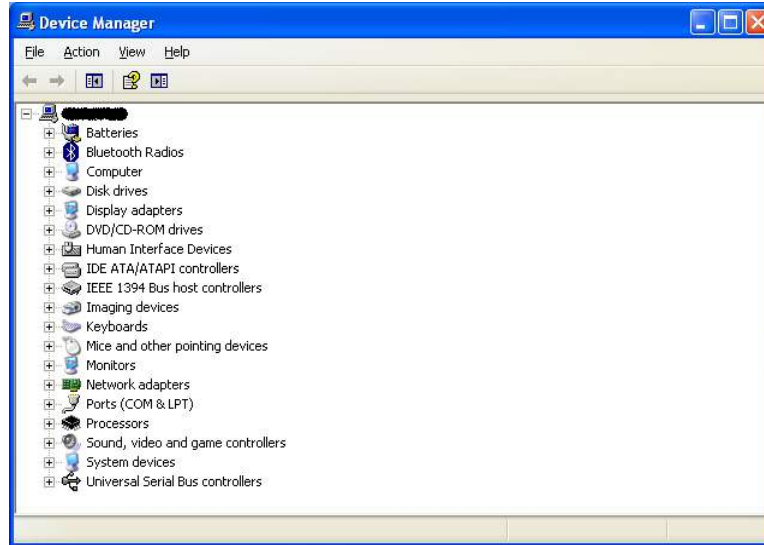 Device Manager
File Action View Help
Batteries
Bluetooth Radios
Computer
Disk drives
Display adapters
DVD/CD-ROM drives
Human Interface Devices
IDE ATA/ATAPI controllers
IEEE 1394 Bus host controllers
Imaging devices
Keyboards
Mice and other pointing devices
Monitors
Network adapters
Ports (COM & LPT)
Processors
Sound, video and game controllers
System devices
Universal Serial Bus controllers